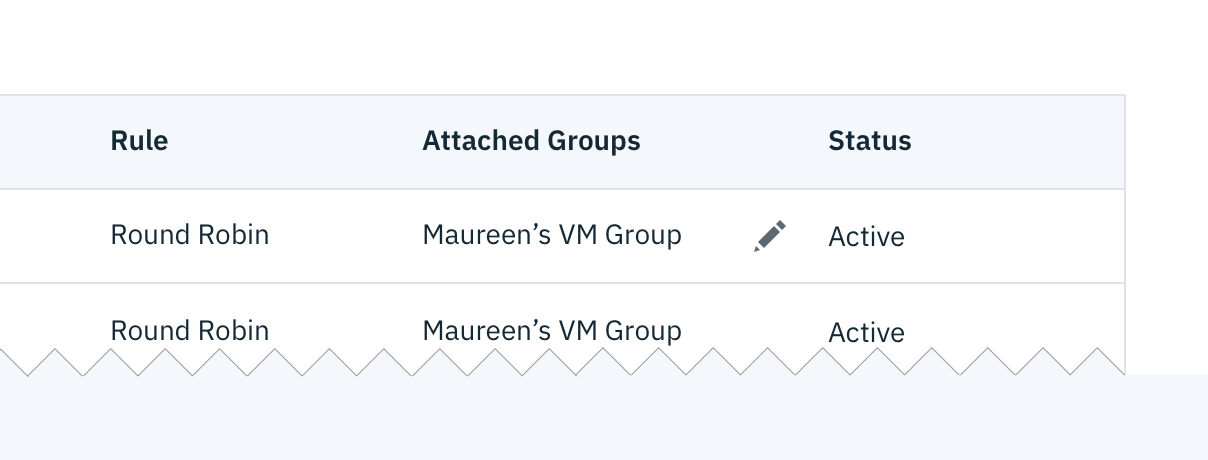 Rule Attached Groups Status
Round Robin Maureen’s VM Group Active
Round Robin Maureen’s VM Group Active